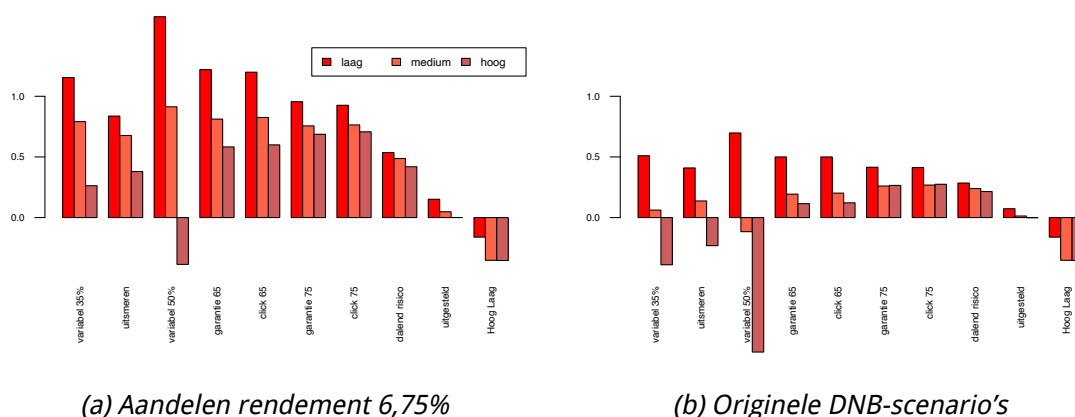 laag medium hoog
1.0
0.5
0.0
variabel 35%
uitsmeren
variabel 50%
garantie 65
click 65
garantie 75
click 75
dalend risico
uitgesteld
Hoog Laag
(a) Aandelen rendement 6,75%
1.0
0.5
0.0
variabel 35%
uitsmeren
variabel 50%
garantie 65
click 65
garantie 75
click 75
dalend risico
uitgesteld
Hoog Laag
(b) Originele DNB-scenario's